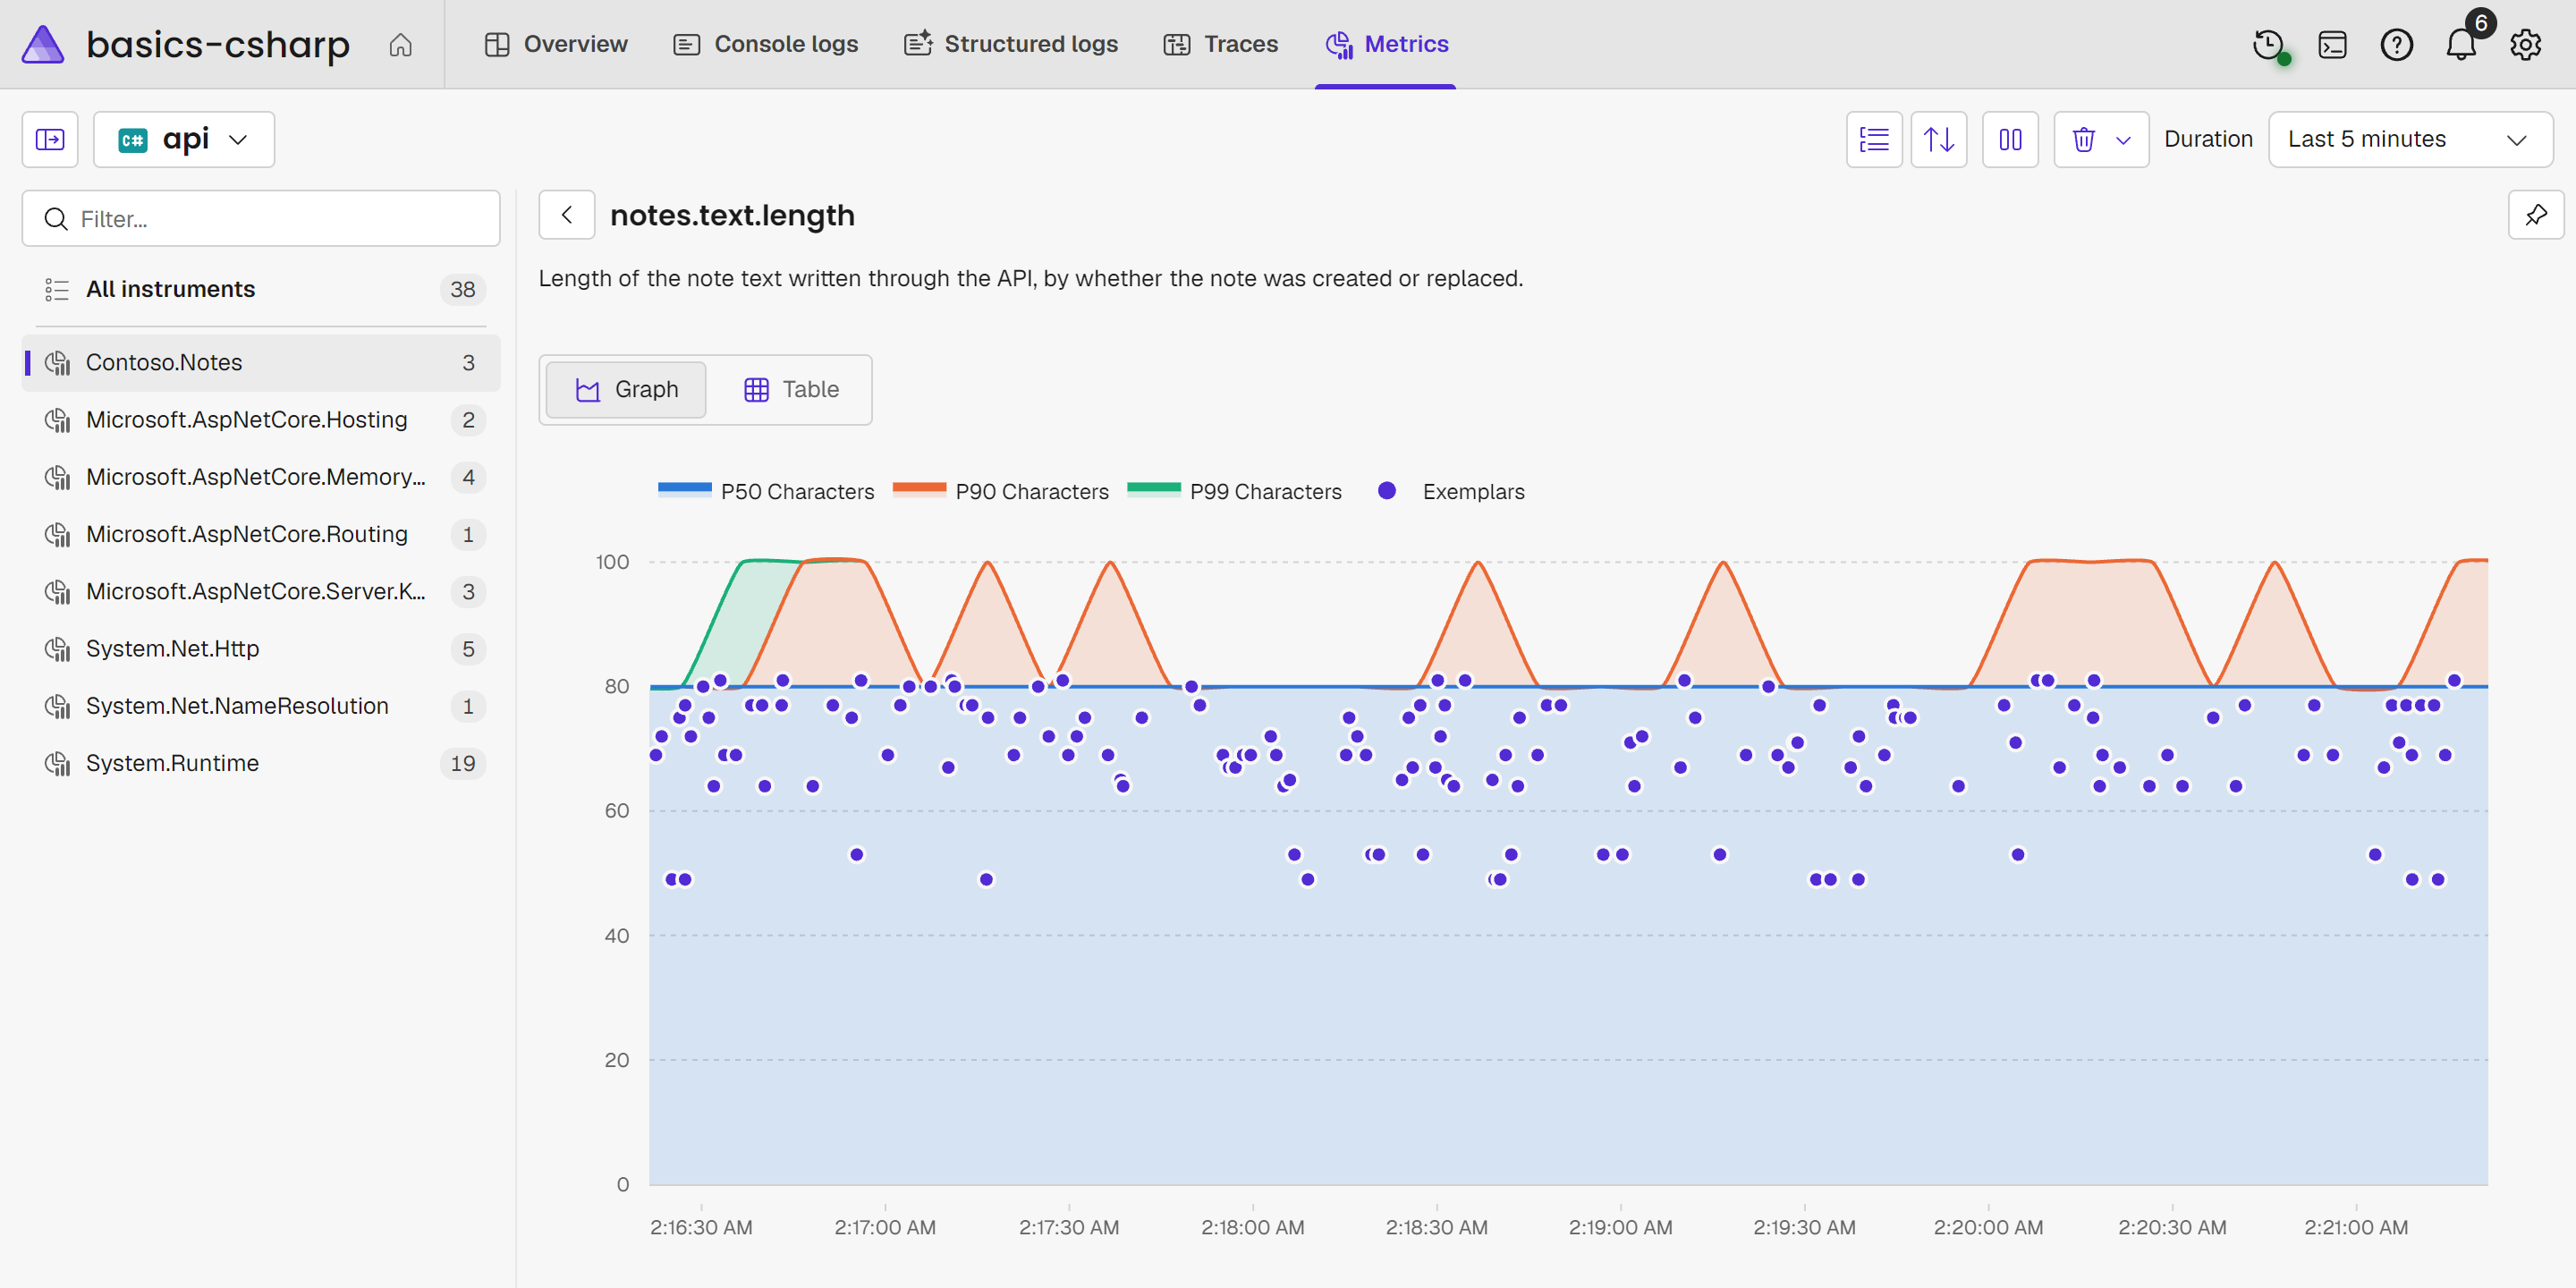 basics-csharp
Overview
Console logs
Structured logs
Traces
Metrics
6
C# api
Duration
Last 5 minutes
Filter...
All instruments 38
Contoso.Notes 3
Microsoft.AspNetCore.Hosting 2
Microsoft.AspNetCore.Memory... 4
Microsoft.AspNetCore.Routing 1
Microsoft.AspNetCore.Server.K... 3
System.Net.Http 5
System.Net.NameResolution 1
System.Runtime 19
notes.text.length
Length of the note text written through the API, by whether the note was created or replaced.
Graph
Table
P50 Characters
P90 Characters
P99 Characters
Exemplars
100
80
60
40
20
0
2:16:30 AM
2:17:00 AM
2:17:30 AM
2:18:00 AM
2:18:30 AM
2:19:00 AM
2:19:30 AM
2:20:00 AM
2:20:30 AM
2:21:00 AM